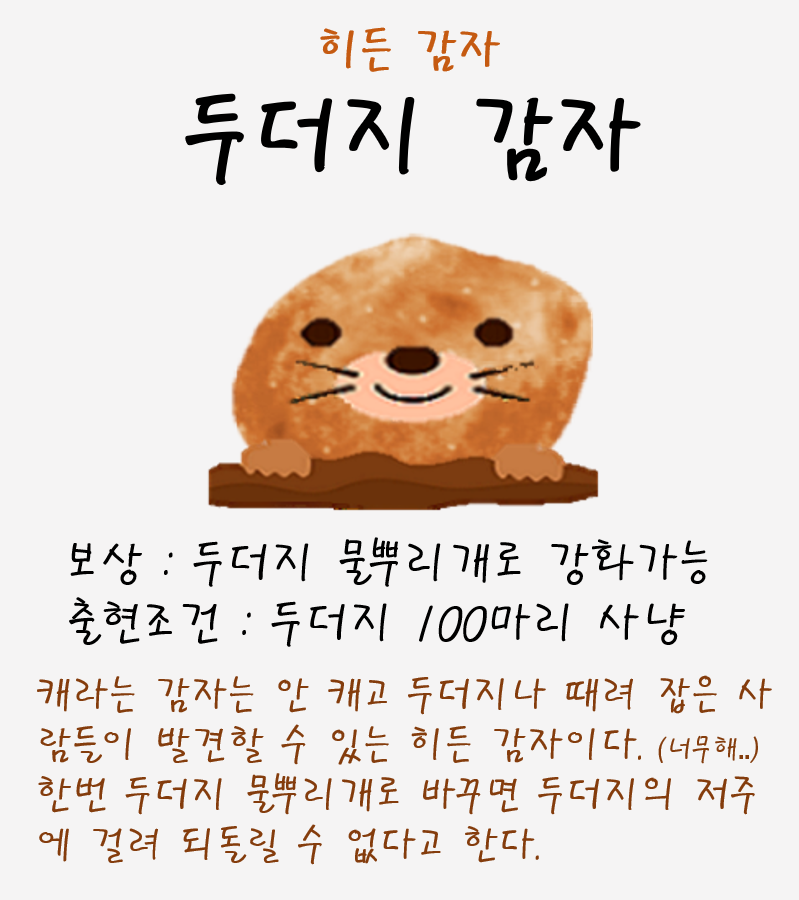 히든 감자
두더지 감자
보상 : 두더지 물뿌리개로 강화가능
출현조건 : 두더지 100마리 사냥
캐라는 감자는 안 캐고 두더지나 때려 잡은 사
람들이 발견할 수 있는 히든 감자이다. (너무해..)
한번 두더지 물뿌리개로 바꾸면 두더지의 저주
에 걸려 되돌릴 수 없다고 한다.